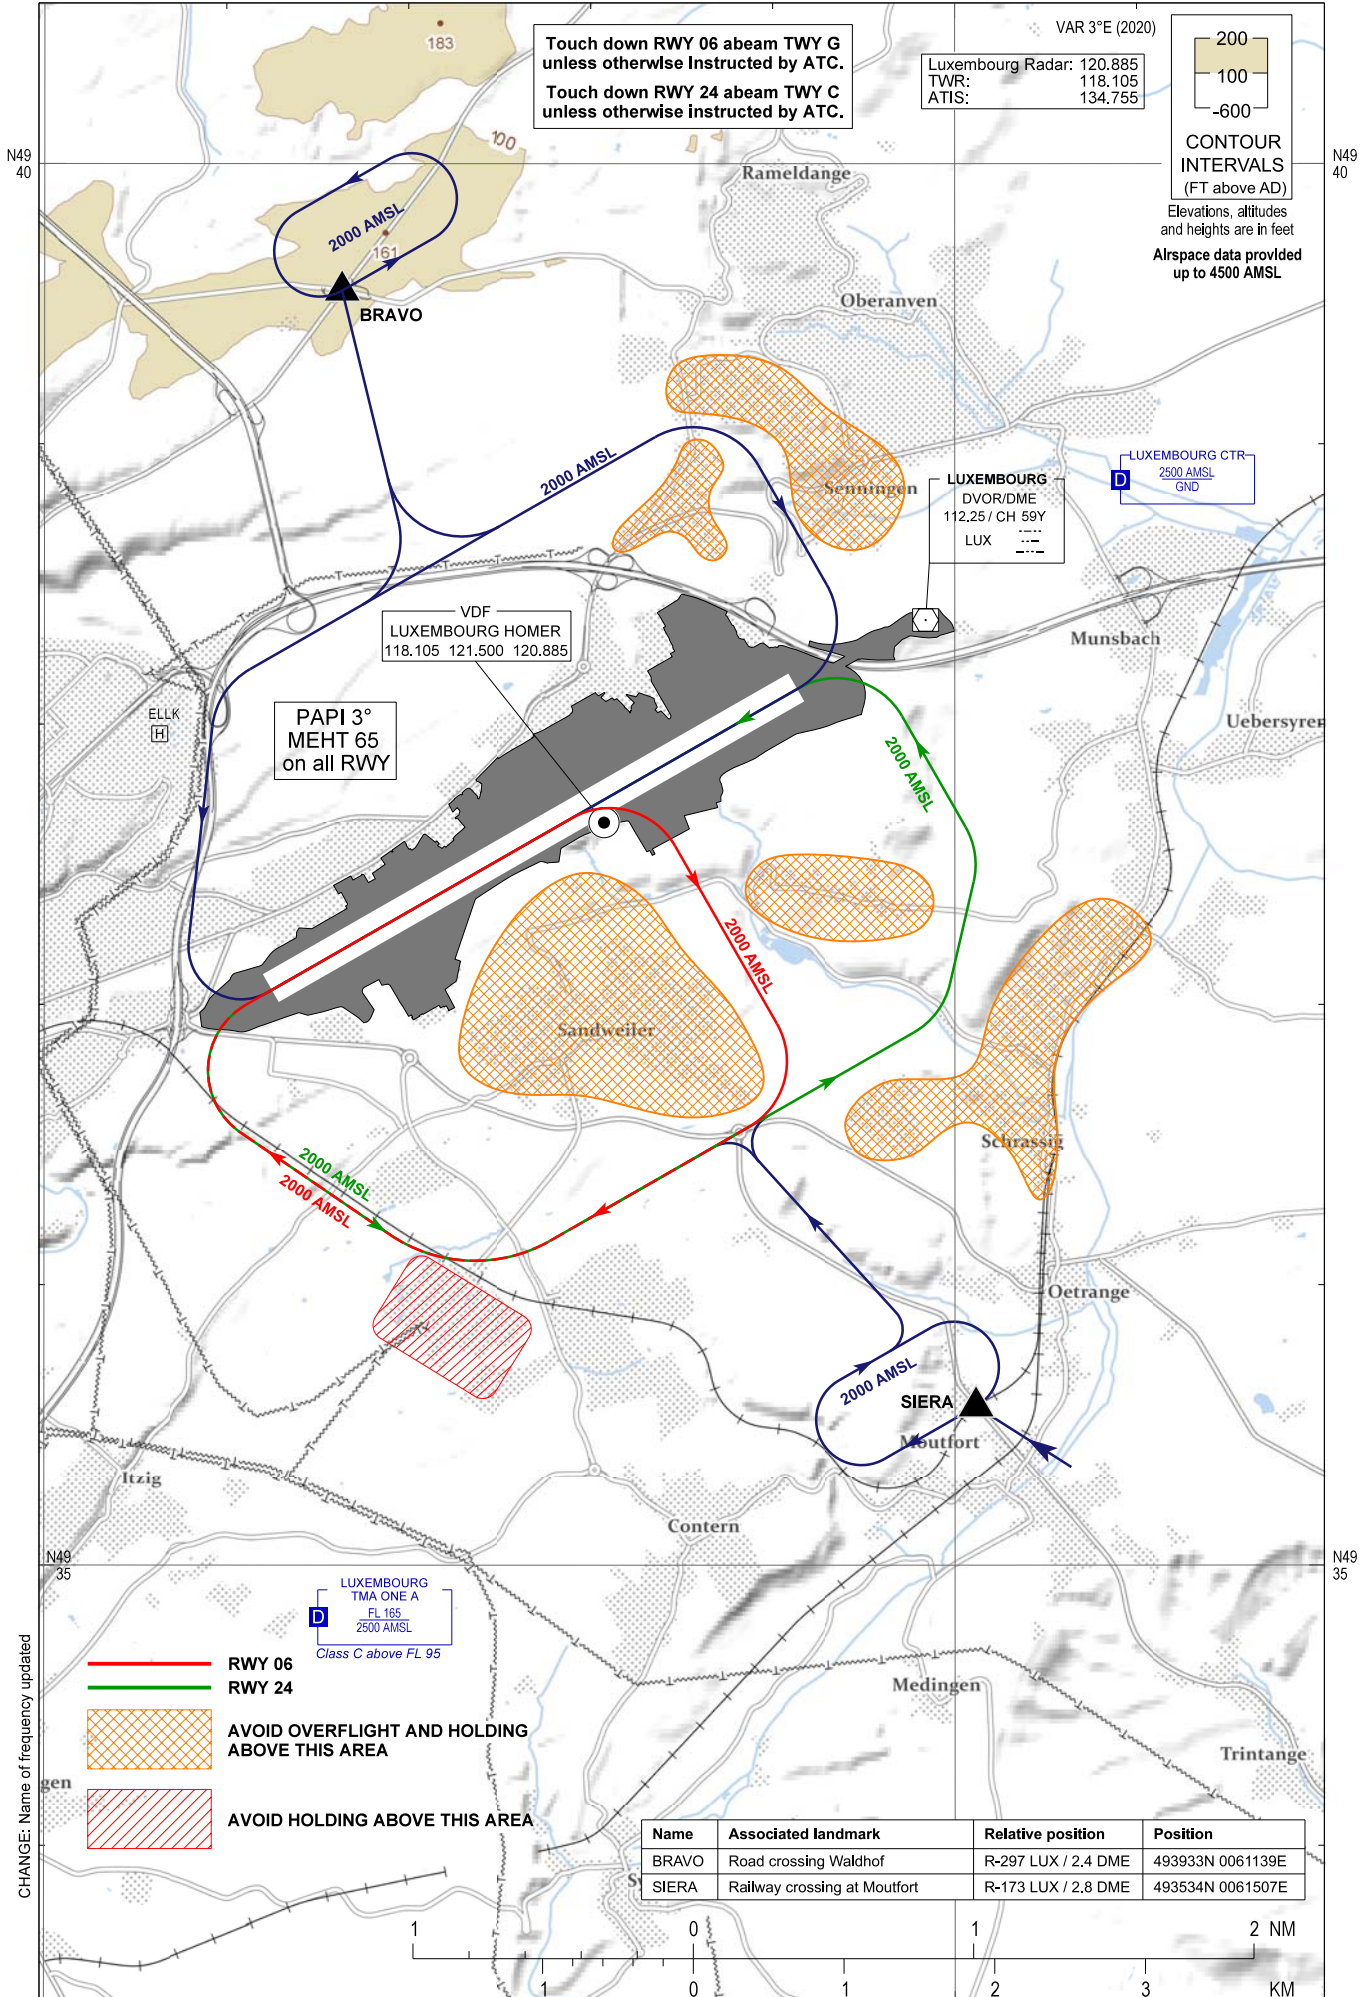 183
Touch down RWY 06 abeam TWY G
unless otherwise instructed by ATC.
Touch down RWY 24 abeam TWY C
unless otherwise instructed by ATC.
VAR 3°E (2020)
Luxembourg Radar: 120.885
TWR: 118.105
ATIS: 134.755
200
100
-600
CONTOUR
INTERVALS
(FT above AD)
Elevations, altitudes
and heights are in feet
Airspace data provided
up to 4500 AMSL
100
N49
40
N49
40
Rameldange
2000 AMSL
161
BRAVO
Oberanven
2000 AMSL
Senningen
LUXEMBOURG
DVOR/DME
112.25 / CH 59Y
LUX
LUXEMBOURG CTR
D
2500 AMSL
GND
VDF
LUXEMBOURG HOMER
118.105 121.500 120.885
Munsbach
ELLK
H
PAPI 3°
MEHT 65
on all RWY
Uebersyren
2000 AMSL
2000 AMSL
Sandweiler
Schrassig
2000 AMSL
2000 AMSL
Oetrange
2000 AMSL
SIERA
Moutfort
Itzig
Contern
N49
35
N49
35
LUXEMBOURG
TMA ONE A
D
FL 165
2500 AMSL
Class C above FL 95
RWY 06
RWY 24
Medingen
AVOID OVERFLIGHT AND HOLDING
ABOVE THIS AREA
Trintange
gen
AVOID HOLDING ABOVE THIS AREA
CHANGE: Name of frequency updated
Name Associated landmark Relative position Position
BRAVO Road crossing Waldhof R-297 LUX / 2.4 DME 493933N 0061139E
SIERA Railway crossing at Moutfort R-173 LUX / 2.8 DME 493534N 0061507E
1 0 1 2 NM
1 0 1 2 3 KM